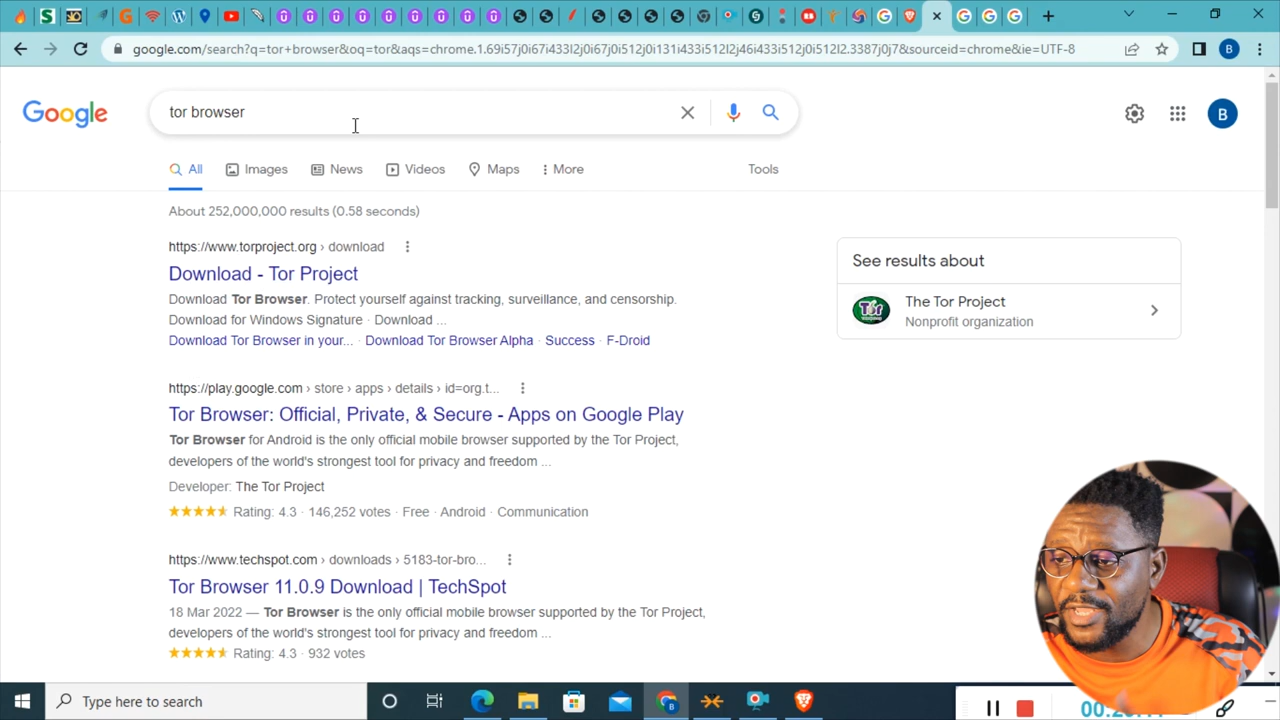 google.com/search?q=tor+browser&oq=tor&aqs=chrome.1.69i57j0i67i433l2j0i67j0i512j0i131i433i512l2j46i433i512j0i512l2.3387j0j7&sourceid=chrome&ie=UTF-8
B
Google
tor browser
B
All
Images
News
Videos
Maps
More
Tools
About 252,000,000 results (0.58 seconds)
https://www.torproject.org › download
Download - Tor Project
Download Tor Browser. Protect yourself against tracking, surveillance, and censorship.
Download for Windows Signature · Download ...
Download Tor Browser in your... · Download Tor Browser Alpha · Success · F-Droid
See results about
The Tor Project
Nonprofit organization
https://play.google.com › store › apps › details › id=org.t...
Tor Browser: Official, Private, & Secure - Apps on Google Play
Tor Browser for Android is the only official mobile browser supported by the Tor Project,
developers of the world's strongest tool for privacy and freedom ...
Developer: The Tor Project
Rating: 4.3 · 146,252 votes · Free · Android · Communication
https://www.techspot.com › downloads › 5183-tor-bro...
Tor Browser 11.0.9 Download | TechSpot
18 Mar 2022 — Tor Browser is the only official mobile browser supported by the Tor Project,
developers of the world's strongest tool for privacy and freedom ...
Rating: 4.3 · 932 votes
Type here to search